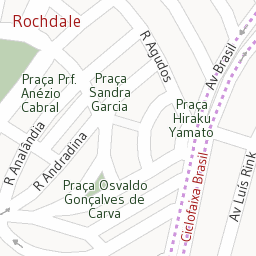 Rochdale
R Agudos
Av Brasil
Praça Prf.
Anézio
Cabral
Praça
Sandra
Garcia
Praça
Hiraku
Yamato
R Analândia
R Andradina
Praça Osvaldo
Gonçalves de
Carva
Ciclofaixa Brasil
Av Luís Rink